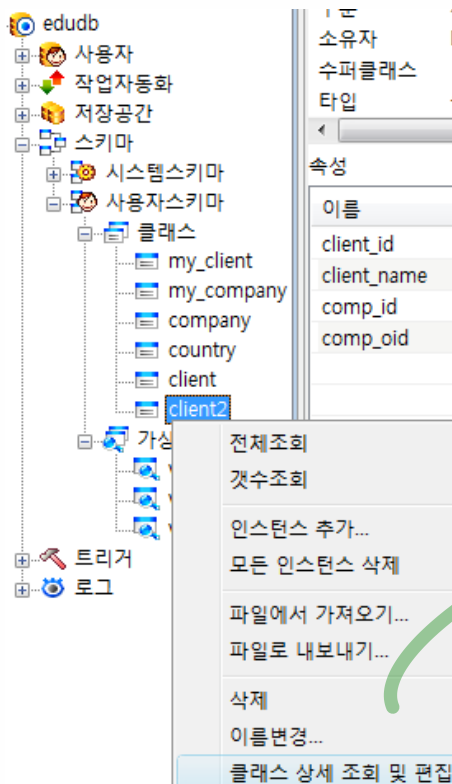 edudb
사용자
작업자동화
저장공간
스키마
시스템스키마
사용자스키마
클래스
my_client
my_company
company
country
client
client2
트리거
로그
소유자
수퍼클래스
타입
속성
이름
client_id
client_name
comp_id
comp_oid
전체조회
갯수조회
인스턴스 추가...
모든 인스턴스 삭제
파일에서 가져오기...
파일로 내보내기...
삭제
이름변경...
클래스 상세 조회 및 편집